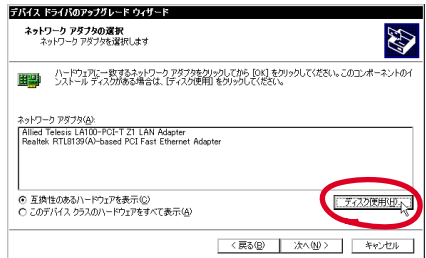 デバイス ドライバのアップグレード ウィザード
ネットワーク アダプタの選択
ネットワーク アダプタを選択します
ハードウェアに一致するネットワーク アダプタをクリックしてから [OK] をクリックしてください。このコンポーネントのイ
ンストール ディスクがある場合は、[ディスク使用] をクリックしてください。
ネットワーク アダプタ(A):
Allied Telesis LA100-PCI-T Z1 LAN Adapter
Realtek RTL8139(A)-based PCI Fast Ethernet Adapter
互換性のあるハードウェアを表示(C)
ディスク使用(H)...
このデバイス クラスのハードウェアをすべて表示(A)
< 戻る(B)
次へ(N) >
キャンセル